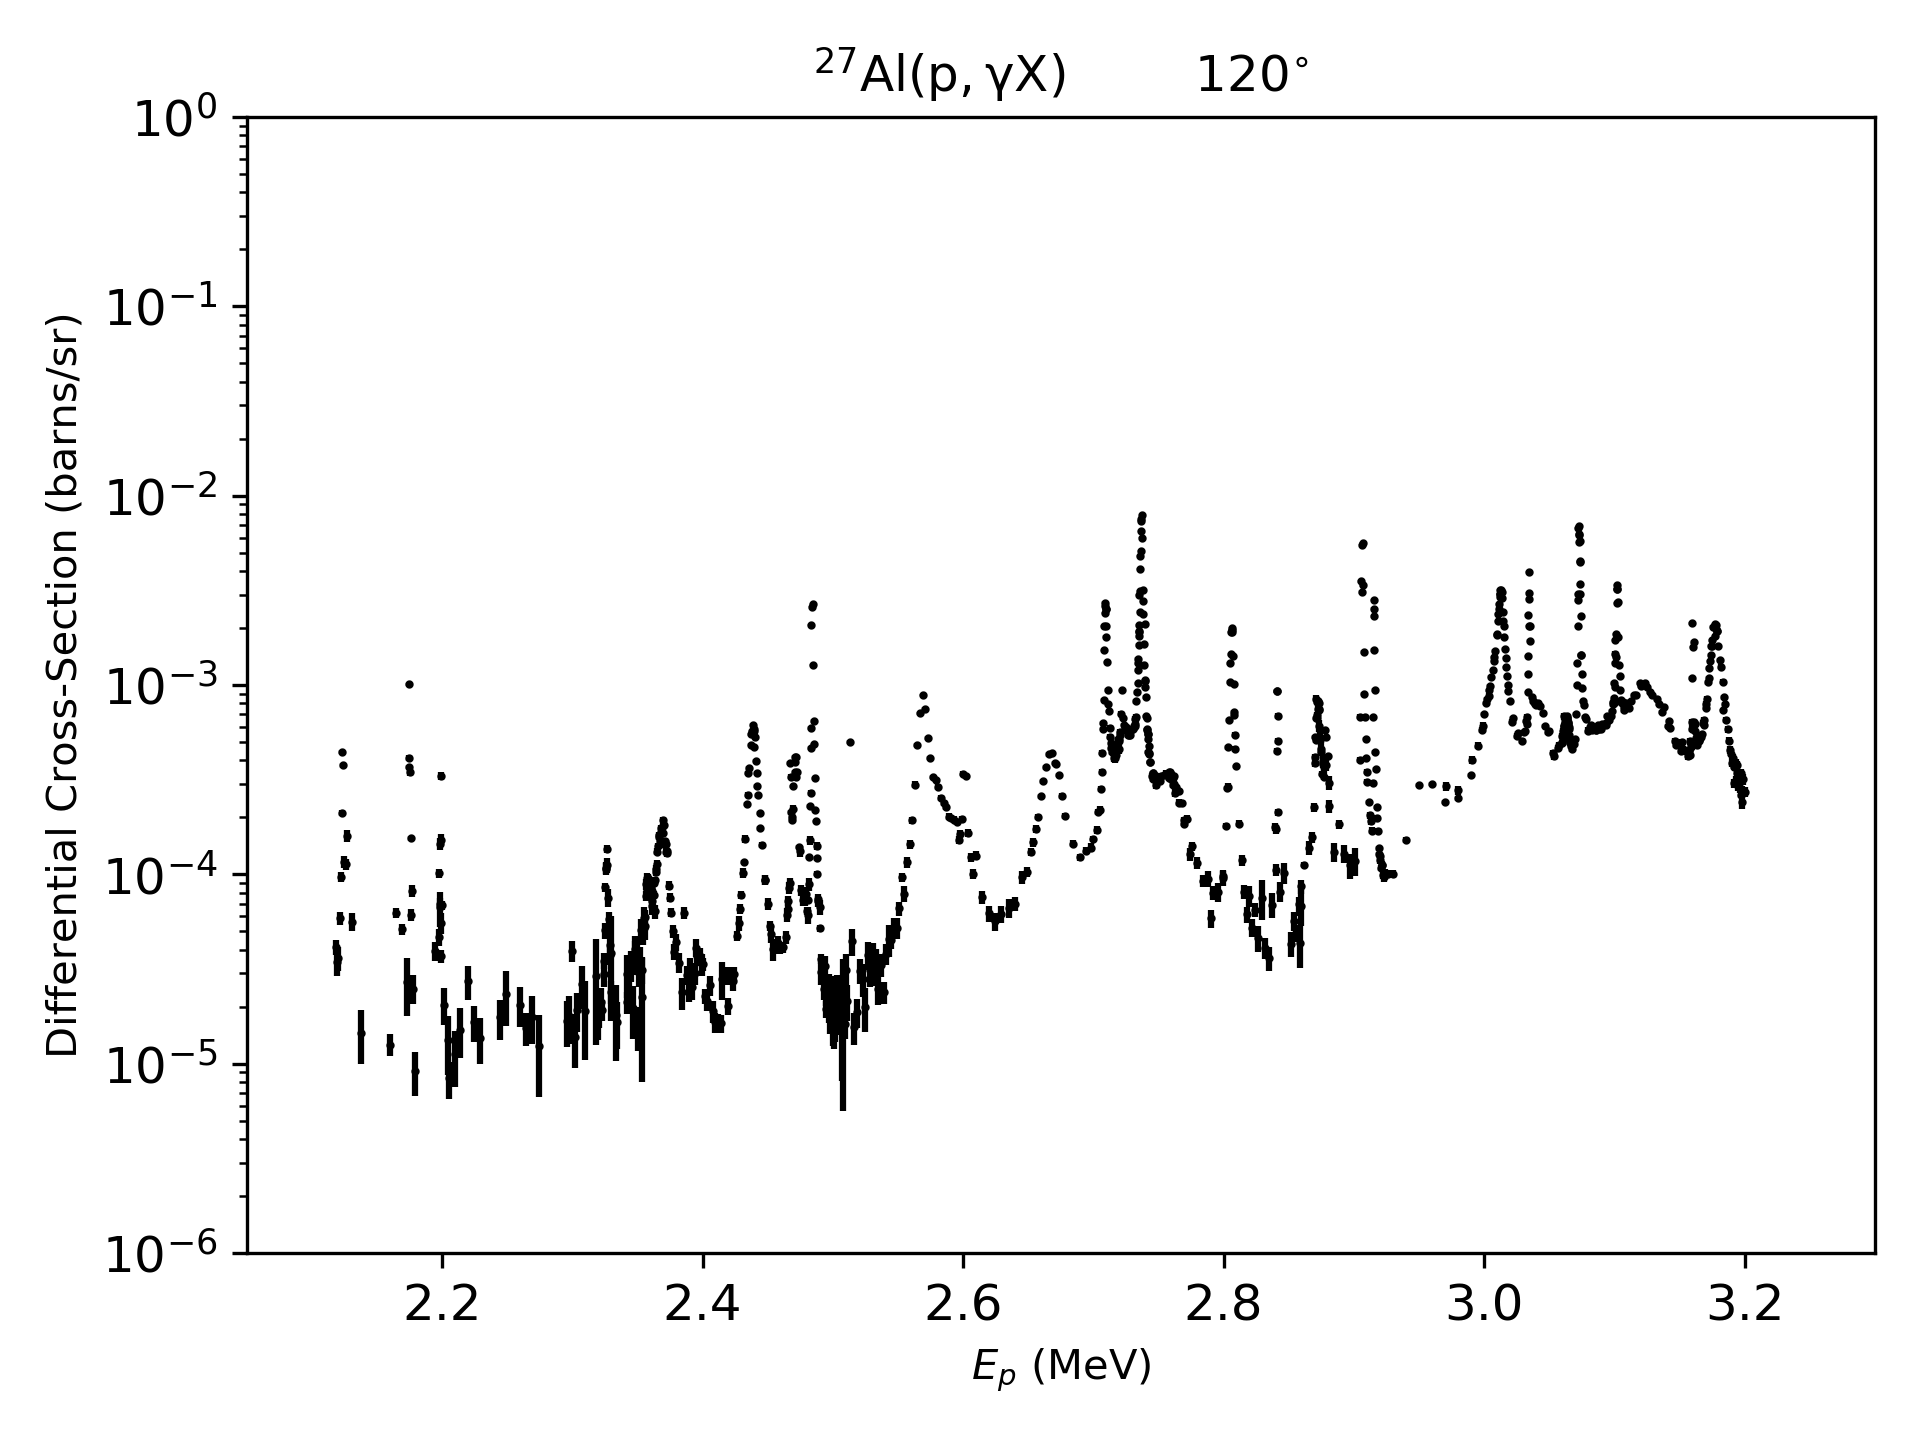 ²⁷Al(p, γX) 120°
10⁰
10⁻¹
10⁻²
10⁻³
10⁻⁴
10⁻⁵
10⁻⁶
Differential Cross-Section (barns/sr)
2.2 2.4 2.6 2.8 3.0 3.2
Eₚ (MeV)